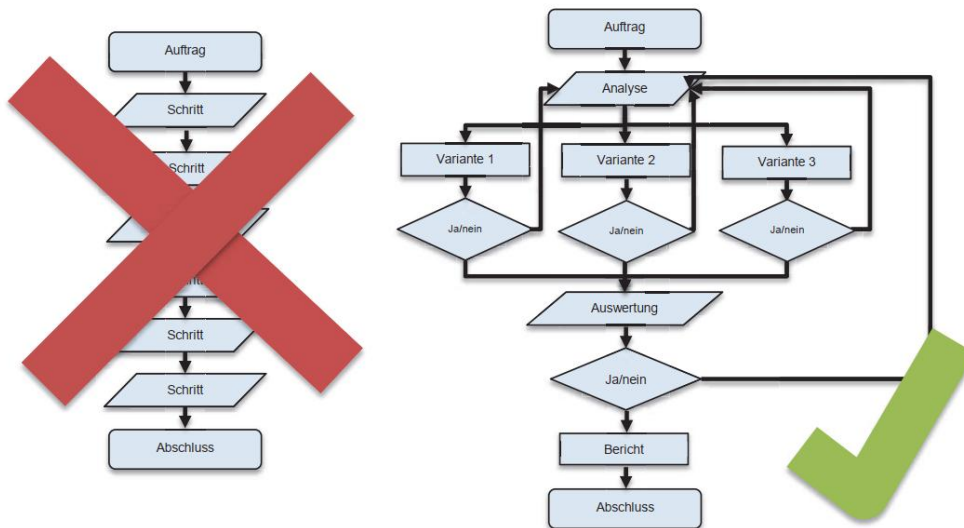 Auftrag
Schritt
Schritt
Schritt
Schritt
Abschluss
Auftrag
Analyse
Variante 1
Variante 2
Variante 3
Ja/nein
Ja/nein
Ja/nein
Auswertung
Ja/nein
Bericht
Abschluss